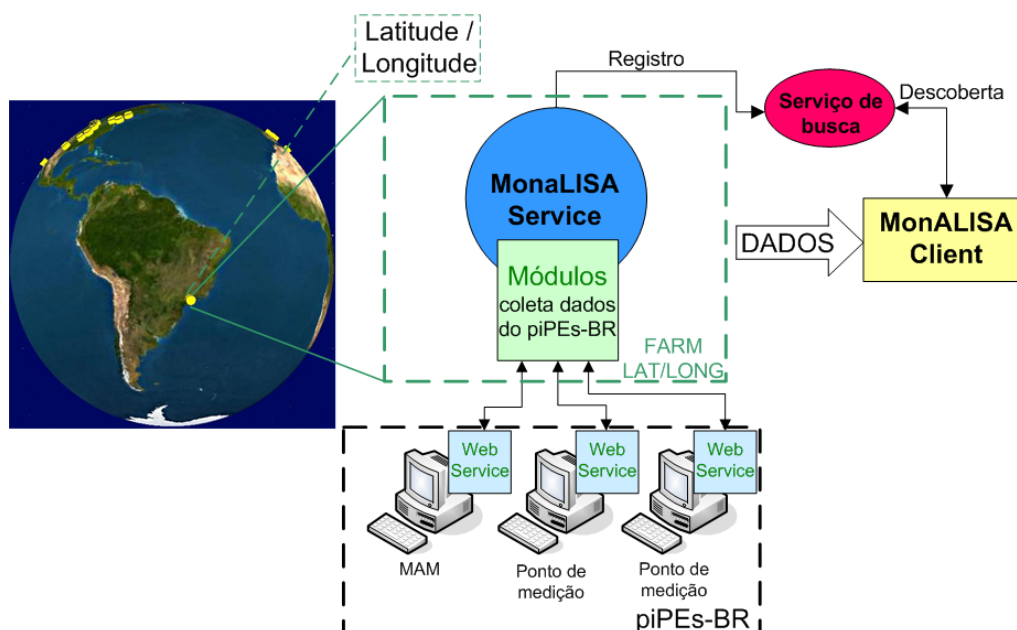 Latitude /
Longitude
Registro
Serviço de
busca
Descoberta
MonaLISA
Service
DADOS
MonALISA
Client
Módulos
coleta dados
do piPEs-BR
FARM
LAT/LONG
Web
Service
Web
Service
Web
Service
MAM
Ponto de
medição
Ponto de
medição
piPEs-BR